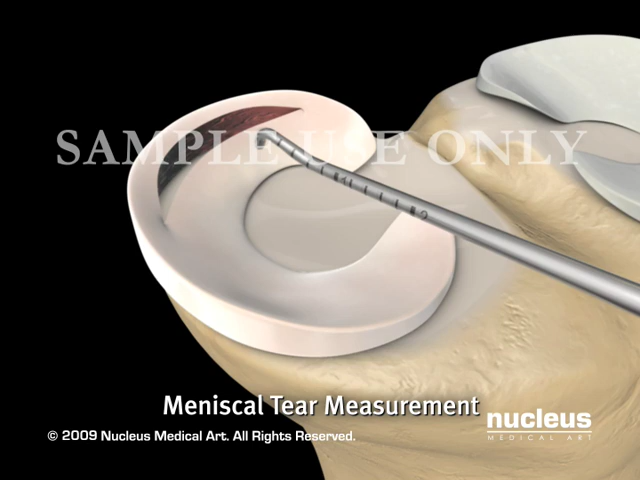 SAMPLE USE ONLY
Meniscal Tear Measurement
nucleus
MEDICAL ART
© 2009 Nucleus Medical Art. All Rights Reserved.